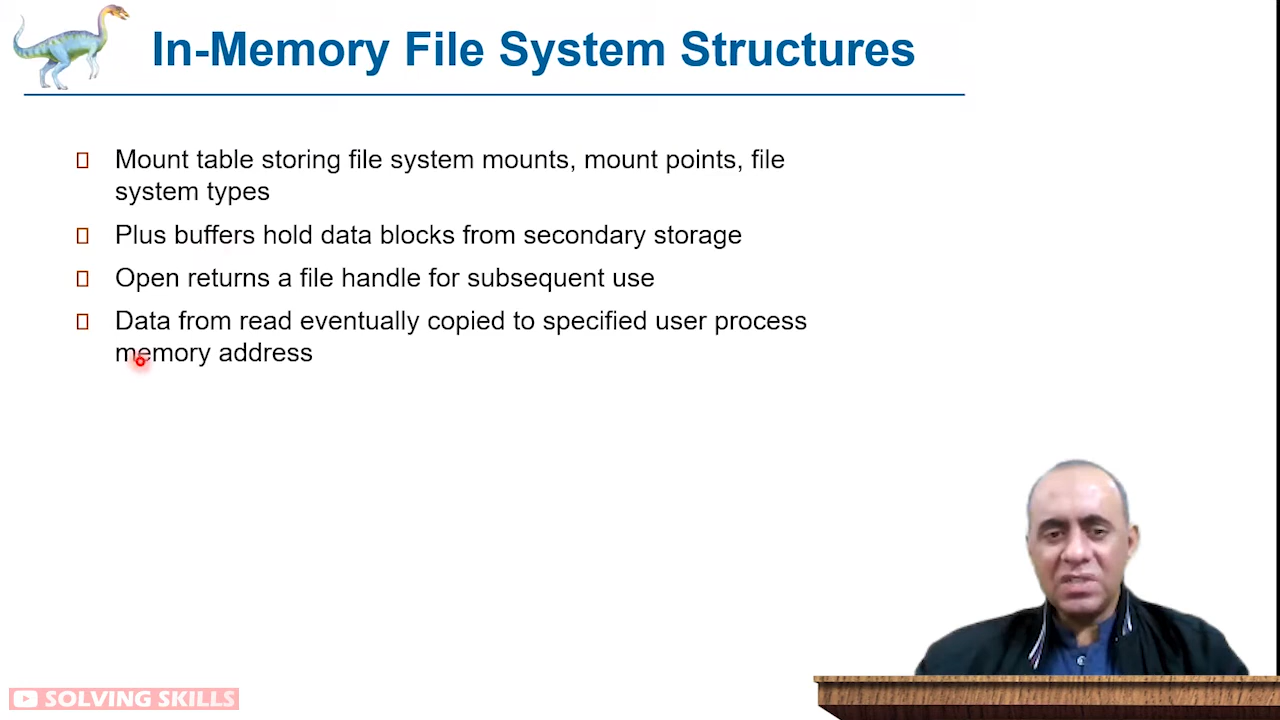 In-Memory File System Structures
Mount table storing file system mounts, mount points, file
system types
Plus buffers hold data blocks from secondary storage
Open returns a file handle for subsequent use
Data from read eventually copied to specified user process
memory address
SOLVING SKILLS